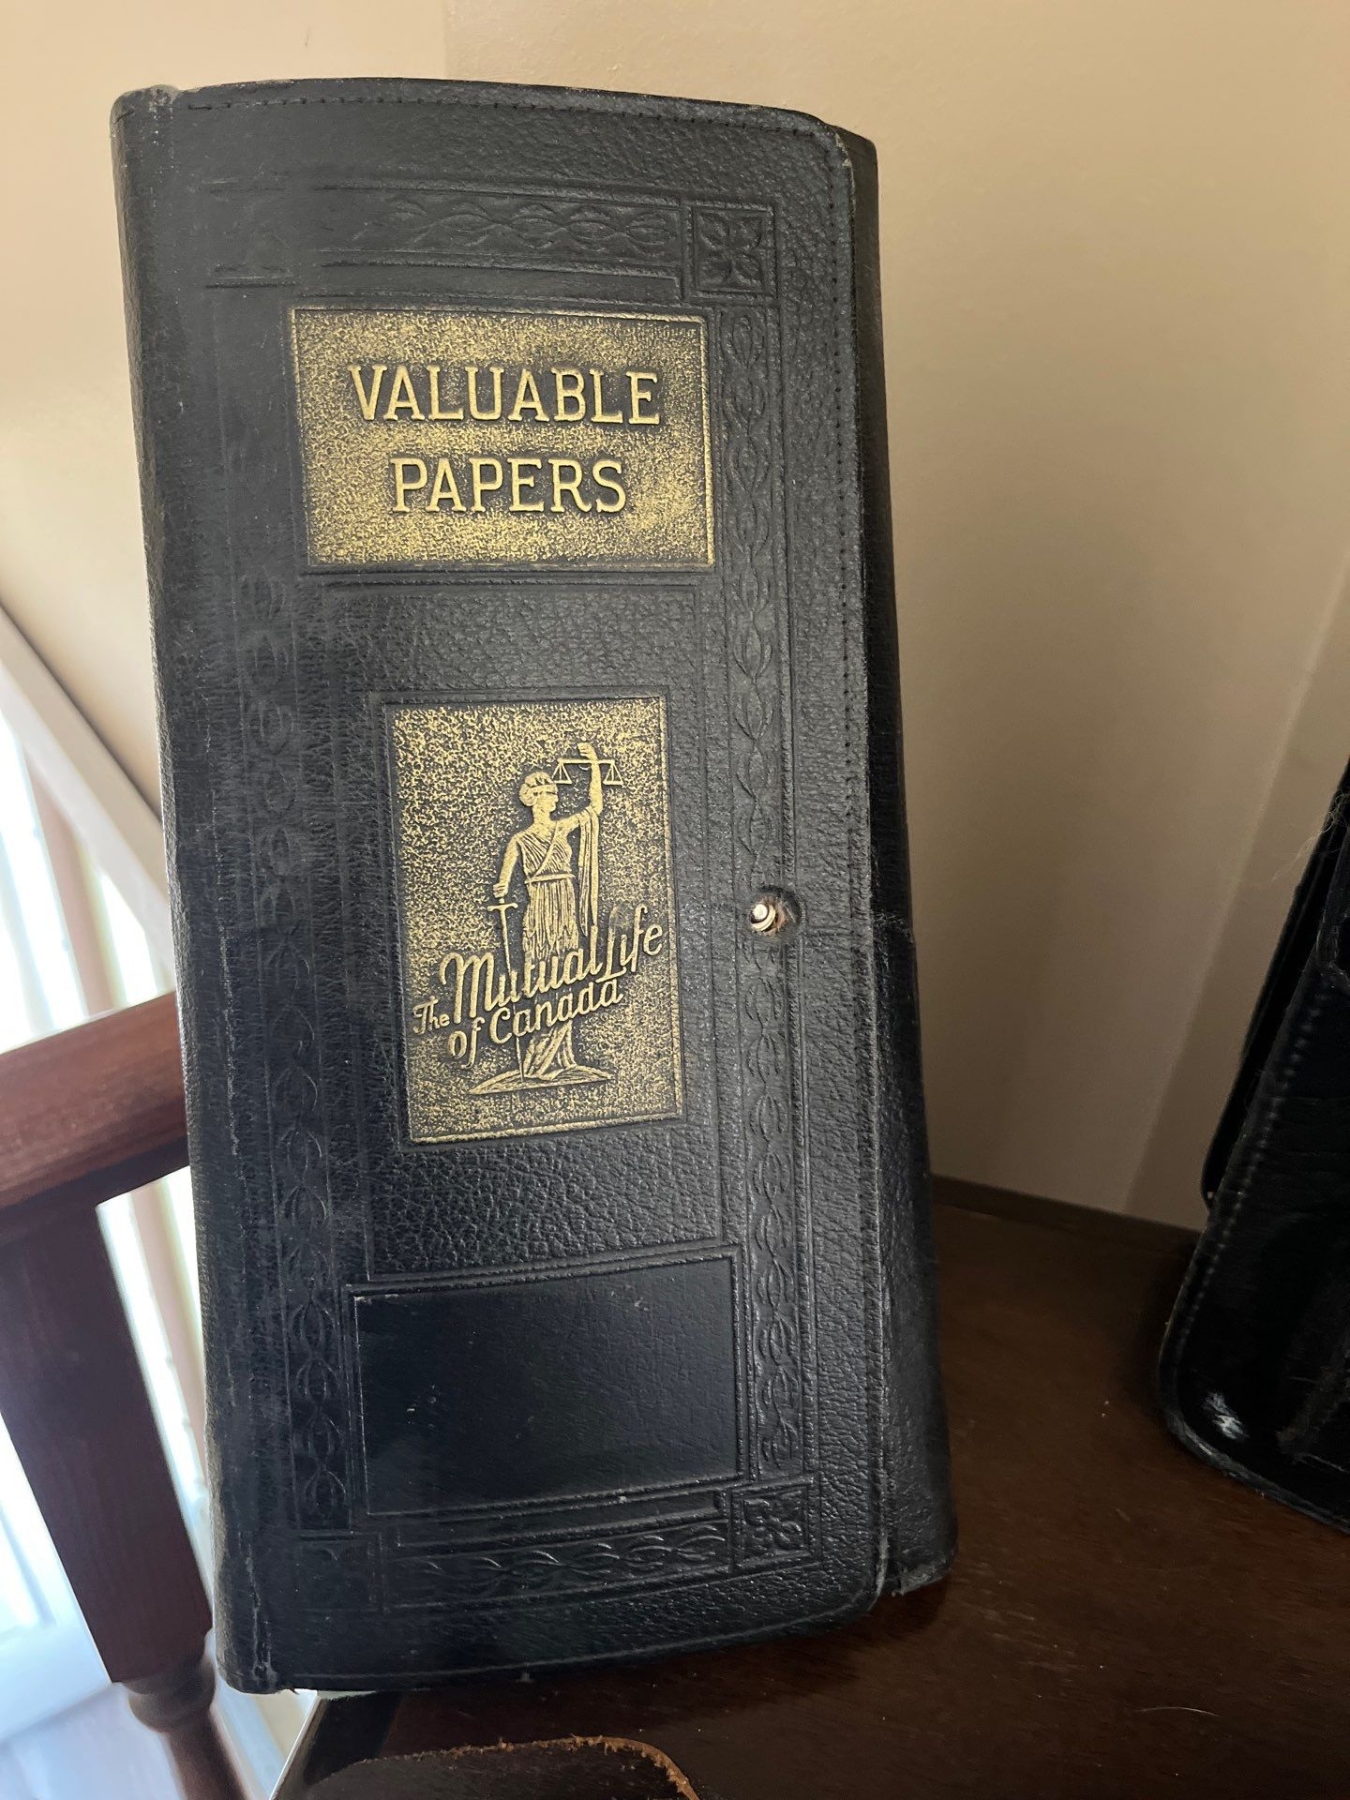 VALUABLE
PAPERS
The Mutual Life
of Canada